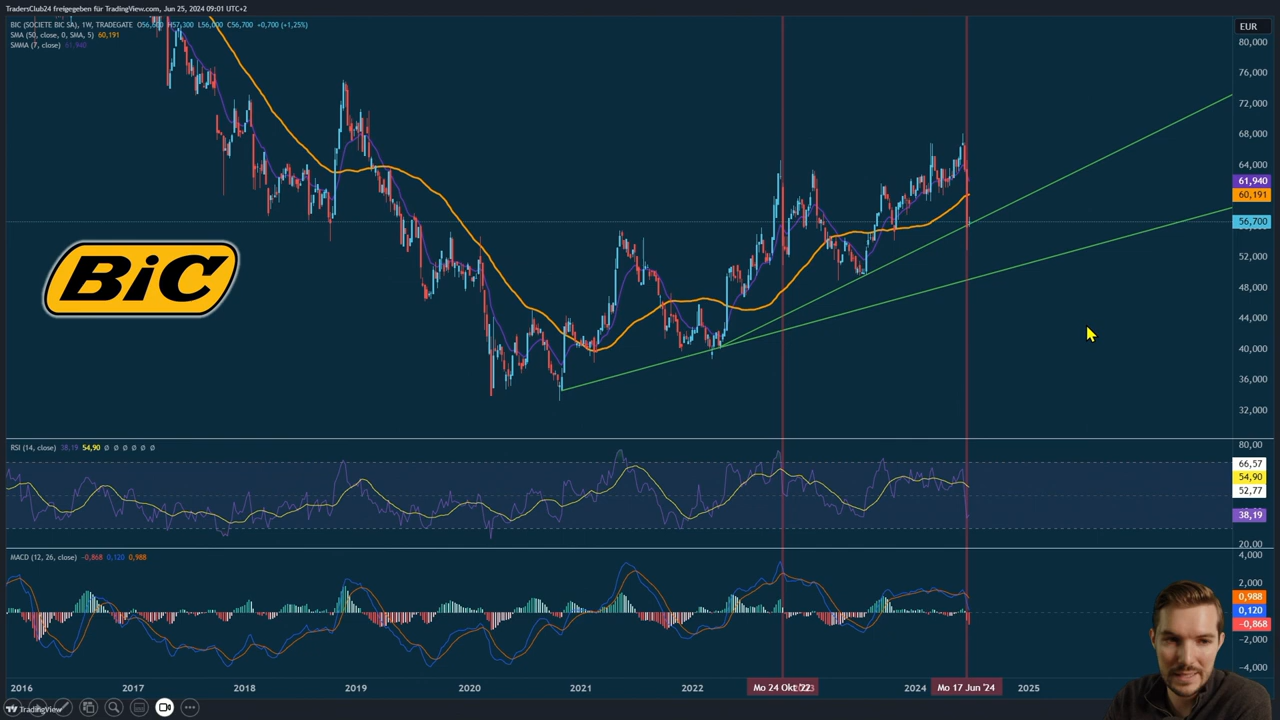 TradersClub24 freigegeben für TradingView.com, Jun 25, 2024 09:01 UTC+2
BIC (SOCIETE BIC SA), 1W, TRADEGATE O56,600 H57,300 L56,000 C56,700 +0,700 (+1,25%)
SMA (50, close, 0, SMA, 5) 60,191
SMMA (7, close) 61,940
EUR
80,000
76,000
72,000
68,000
64,000
61,940
60,191
56,700
52,000
48,000
44,000
40,000
36,000
32,000
BiC
RSI (14, close) 38,19 54,90 Ø Ø Ø Ø Ø Ø
80,00
66,57
54,90
52,77
38,19
20,00
MACD (12, 26, close) -0,868 0,120 0,988
4,000
2,000
0,988
0,120
-0,868
−2,000
−4,000
2016 2017 2018 2019 2020 2021 2022 Mo 24 Okt '22 2024 Mo 17 Jun '24 2025
TradingView